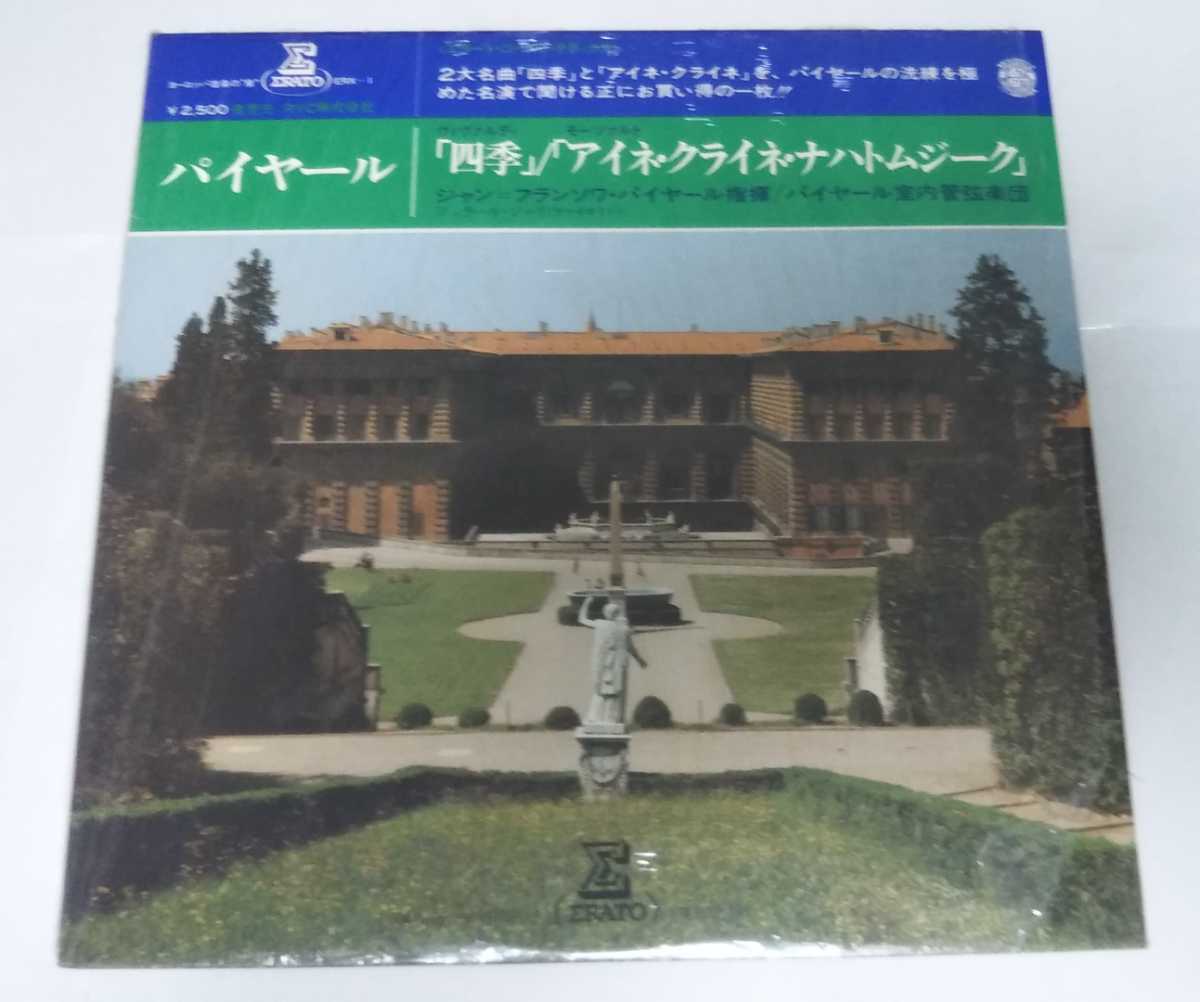 2大名曲「四季」と「アイネ・クライネ」を、パイヤールの洗練を極
めた名演で聞ける正にお買い得の一枚!!
ERATO
¥2,500
パイヤール
ヴィヴァルディ モーツァルト
「四季」/「アイネ・クライネ・ナハトムジーク」
ジャン=フランソワ・パイヤール指揮/パイヤール室内管弦楽団
ERATO